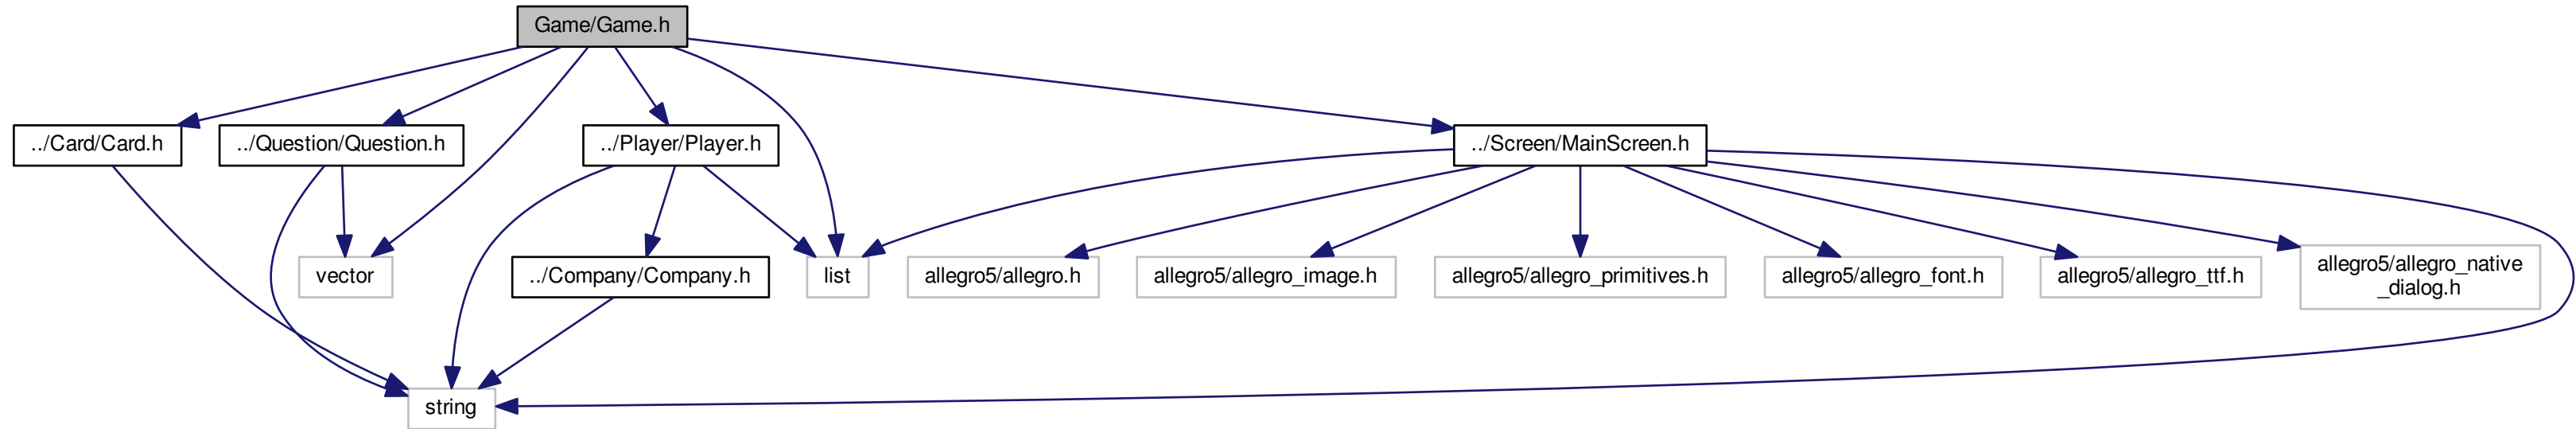 Game/Game.h
../Card/Card.h
../Question/Question.h
../Player/Player.h
../Screen/MainScreen.h
vector
../Company/Company.h
list
allegro5/allegro.h
allegro5/allegro_image.h
allegro5/allegro_primitives.h
allegro5/allegro_font.h
allegro5/allegro_ttf.h
allegro5/allegro_native
_dialog.h
string